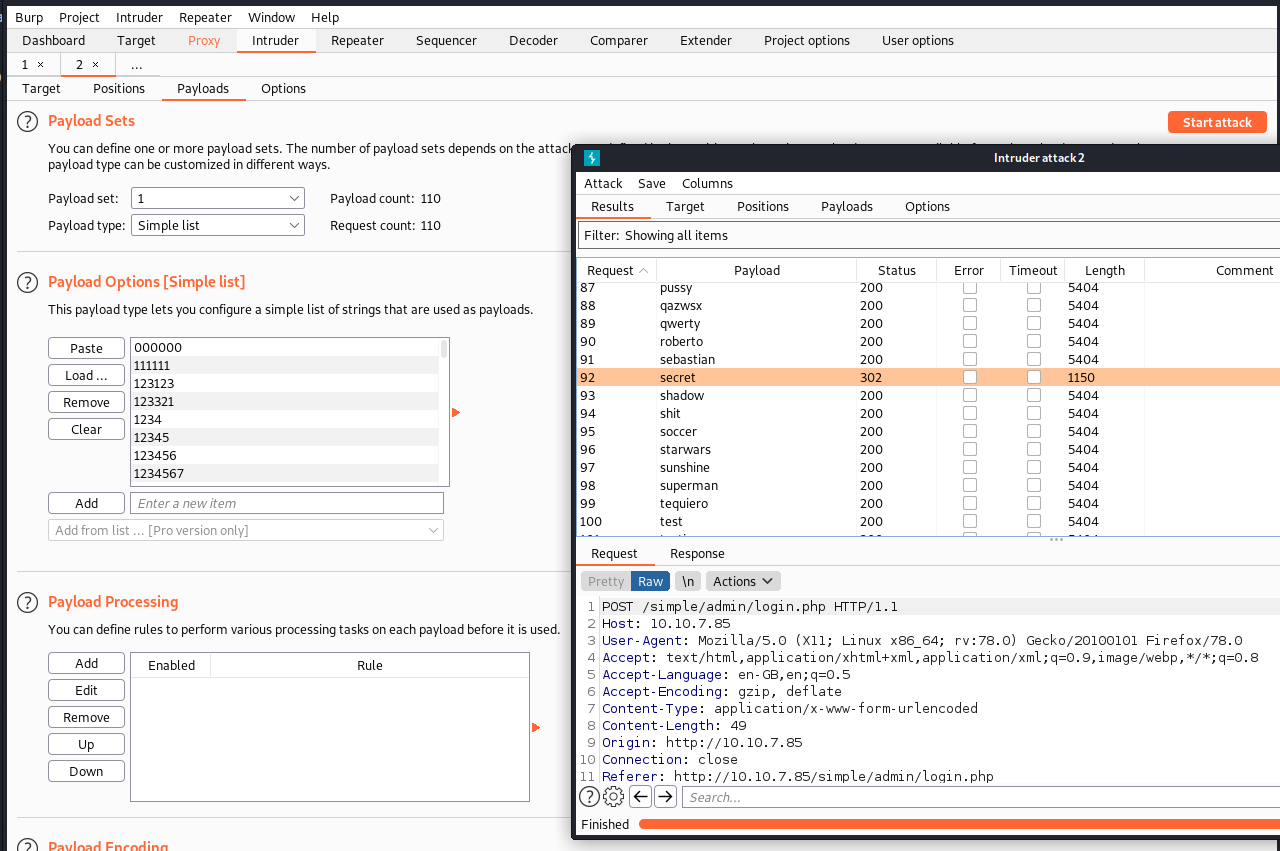 Burp Project Intruder Repeater Window Help
Dashboard Target Proxy Intruder Repeater Sequencer Decoder Comparer Extender Project options User options
1 × 2 × ...
Target Positions Payloads Options
? Payload Sets
Start attack
You can define one or more payload sets. The number of payload sets depends on the attack
payload type can be customized in different ways.
Payload set: 1 Payload count: 110
Payload type: Simple list Request count: 110
? Payload Options [Simple list]
This payload type lets you configure a simple list of strings that are used as payloads.
Paste
Load ...
Remove
Clear
000000
111111
123123
123321
1234
12345
123456
1234567
Add Enter a new item
Add from list ... [Pro version only]
? Payload Processing
You can define rules to perform various processing tasks on each payload before it is used.
Add
Edit
Remove
Up
Down
Enabled Rule
? Payload Encoding
Intruder attack 2
Attack Save Columns
Results Target Positions Payloads Options
Filter: Showing all items
Request Payload Status Error Timeout Length Comment
87 pussy 200 5404
88 qazwsx 200 5404
89 qwerty 200 5404
90 roberto 200 5404
91 sebastian 200 5404
92 secret 302 1150
93 shadow 200 5404
94 shit 200 5404
95 soccer 200 5404
96 starwars 200 5404
97 sunshine 200 5404
98 superman 200 5404
99 tequiero 200 5404
100 test 200 5404
Request Response
Pretty Raw \n Actions
1 POST /simple/admin/login.php HTTP/1.1
2 Host: 10.10.7.85
3 User-Agent: Mozilla/5.0 (X11; Linux x86_64; rv:78.0) Gecko/20100101 Firefox/78.0
4 Accept: text/html,application/xhtml+xml,application/xml;q=0.9,image/webp,*/*;q=0.8
5 Accept-Language: en-GB,en;q=0.5
6 Accept-Encoding: gzip, deflate
7 Content-Type: application/x-www-form-urlencoded
8 Content-Length: 49
9 Origin: http://10.10.7.85
10 Connection: close
11 Referer: http://10.10.7.85/simple/admin/login.php
? Search...
Finished